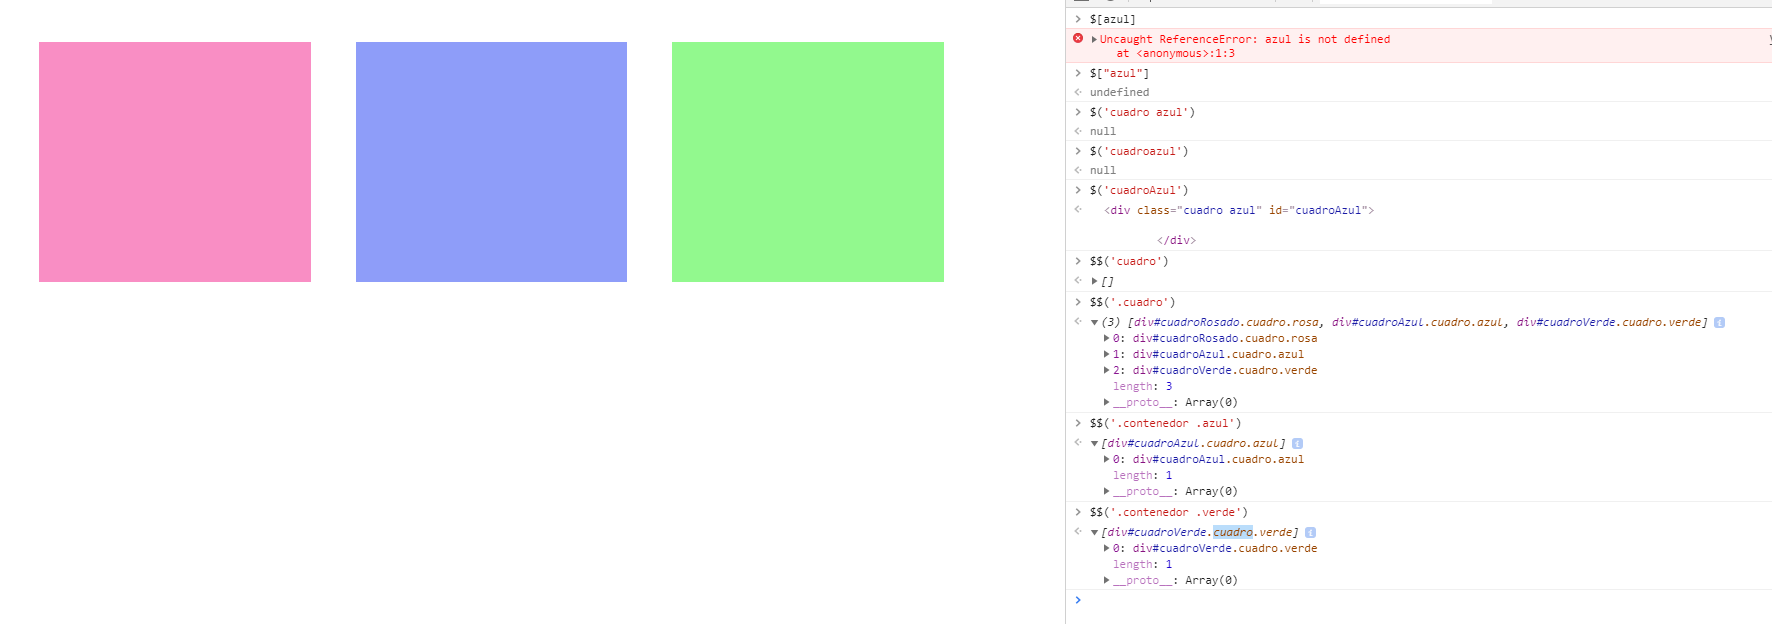 $[azul]
Uncaught ReferenceError: azul is not defined
at <anonymous>:1:3
$["azul"]
undefined
$('cuadro azul')
null
$('cuadroazul')
null
$('cuadroAzul')
<div class="cuadro azul" id="cuadroAzul">
</div>
$$('cuadro')
[]
$$('.cuadro')
(3) [div#cuadroRosado.cuadro.rosa, div#cuadroAzul.cuadro.azul, div#cuadroVerde.cuadro.verde]
0: div#cuadroRosado.cuadro.rosa
1: div#cuadroAzul.cuadro.azul
2: div#cuadroVerde.cuadro.verde
length: 3
__proto__: Array(0)
$$('.contenedor .azul')
[div#cuadroAzul.cuadro.azul]
0: div#cuadroAzul.cuadro.azul
length: 1
__proto__: Array(0)
$$('.contenedor .verde')
[div#cuadroVerde.cuadro.verde]
0: div#cuadroVerde.cuadro.verde
length: 1
__proto__: Array(0)